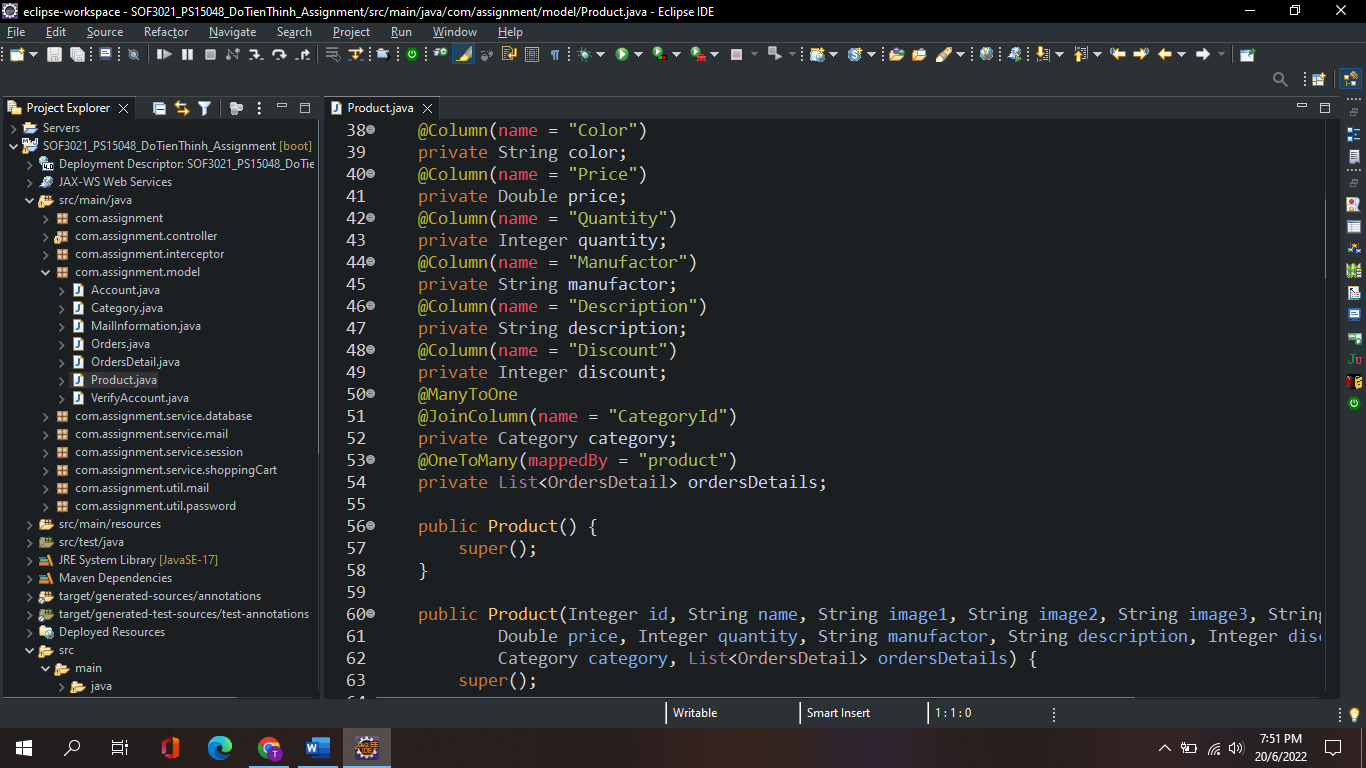 eclipse-workspace - SOF3021_PS15048_DoTienThinh_Assignment/src/main/java/com/assignment/model/Product.java - Eclipse IDE
File Edit Source Refactor Navigate Search Project Run Window Help
Project Explorer
Servers
SOF3021_PS15048_DoTienThinh_Assignment [boot]
Deployment Descriptor: SOF3021_PS15048_DoTie
JAX-WS Web Services
src/main/java
com.assignment
com.assignment.controller
com.assignment.interceptor
com.assignment.model
Account.java
Category.java
MailInformation.java
Orders.java
OrdersDetail.java
Product.java
VerifyAccount.java
com.assignment.service.database
com.assignment.service.mail
com.assignment.service.session
com.assignment.service.shoppingCart
com.assignment.util.mail
com.assignment.util.password
src/main/resources
src/test/java
JRE System Library [JavaSE-17]
Maven Dependencies
target/generated-sources/annotations
target/generated-test-sources/test-annotations
Deployed Resources
src
main
java
Product.java
38 @Column(name = "Color")
39 private String color;
40 @Column(name = "Price")
41 private Double price;
42 @Column(name = "Quantity")
43 private Integer quantity;
44 @Column(name = "Manufactor")
45 private String manufactor;
46 @Column(name = "Description")
47 private String description;
48 @Column(name = "Discount")
49 private Integer discount;
50 @ManyToOne
51 @JoinColumn(name = "CategoryId")
52 private Category category;
53 @OneToMany(mappedBy = "product")
54 private List<OrdersDetail> ordersDetails;
55
56 public Product() {
57 super();
58 }
59
60 public Product(Integer id, String name, String image1, String image2, String image3, String
61 Double price, Integer quantity, String manufactor, String description, Integer dis
62 Category category, List<OrdersDetail> ordersDetails) {
63 super();
Writable
Smart Insert
1 : 1 : 0
7:51 PM
20/6/2022